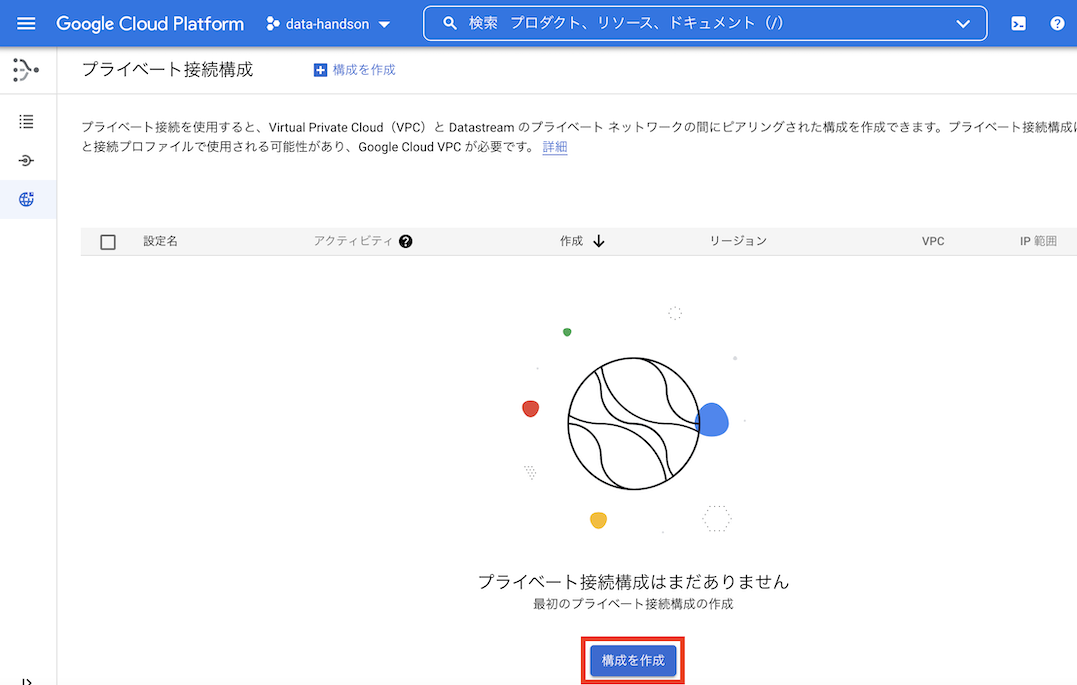 Google Cloud Platform
data-handson
検索 プロダクト、リソース、ドキュメント（/）
プライベート接続構成
構成を作成
プライベート接続を使用すると、Virtual Private Cloud（VPC）と Datastream のプライベート ネットワークの間にピアリングされた構成を作成できます。プライベート接続構成は
と接続プロファイルで使用される可能性があり、Google Cloud VPC が必要です。 詳細
設定名 アクティビティ 作成 リージョン VPC IP 範囲
プライベート接続構成はまだありません
最初のプライベート接続構成の作成
構成を作成